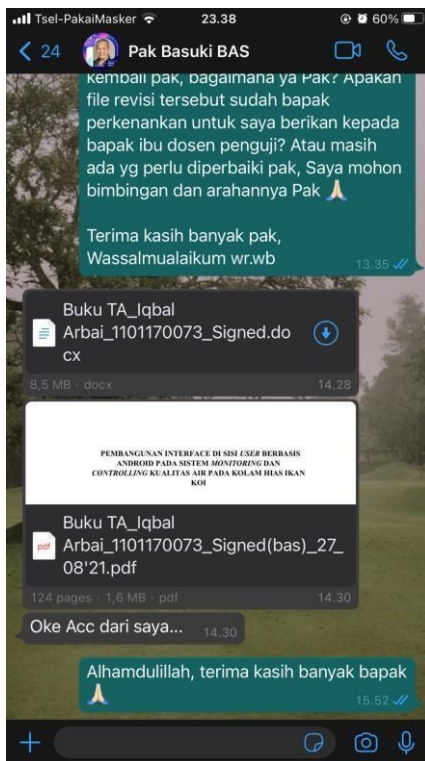 Tsel-PakaiMasker 23.38 60%
24 Pak Basuki BAS
kembali pak, bagaimana ya Pak? Apakah
file revisi tersebut sudah bapak
perkenankan untuk saya berikan kepada
bapak ibu dosen penguji? Atau masih
ada yg perlu diperbaiki pak, Saya mohon
bimbingan dan arahannya Pak 🙏🏻
Terima kasih banyak pak,
Wassalmualaikum wr.wb
13.35
Buku TA_Iqbal
Arbai_1101170073_Signed.do
cx
8,5 MB · docx 14.28
PEMBANGUNAN INTERFACE DI SISI USER BERBASIS
ANDROID PADA SISTEM MONITORING DAN
CONTROLLING KUALITAS AIR PADA KOLAM HIAS IKAN
KOI
pdf
Buku TA_Iqbal
Arbai_1101170073_Signed(bas)_27_
08'21.pdf
124 pages · 1,6 MB · pdf 14.30
Oke Acc dari saya... 14.30
Alhamdulillah, terima kasih banyak bapak
🙏🏻
15.52